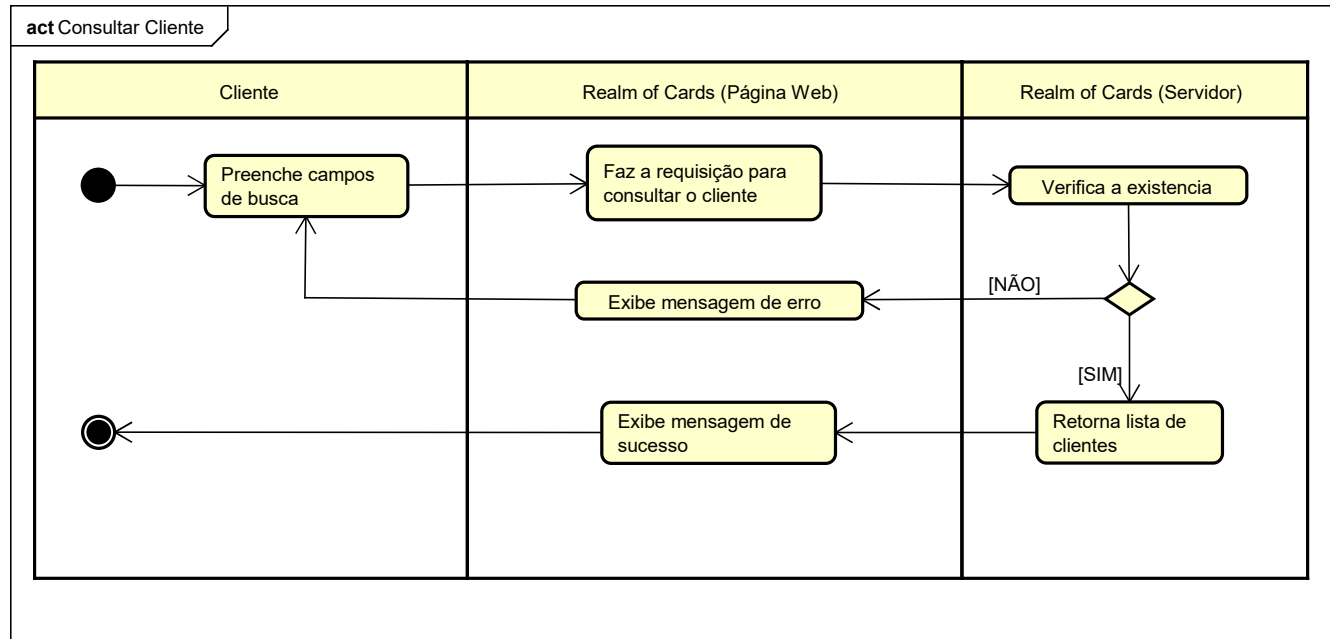 act Consultar Cliente
Cliente
Realm of Cards (Página Web)
Realm of Cards (Servidor)
Preenche campos
de busca
Faz a requisição para
consultar o cliente
Verifica a existencia
[NÃO]
Exibe mensagem de erro
[SIM]
Exibe mensagem de
sucesso
Retorna lista de
clientes